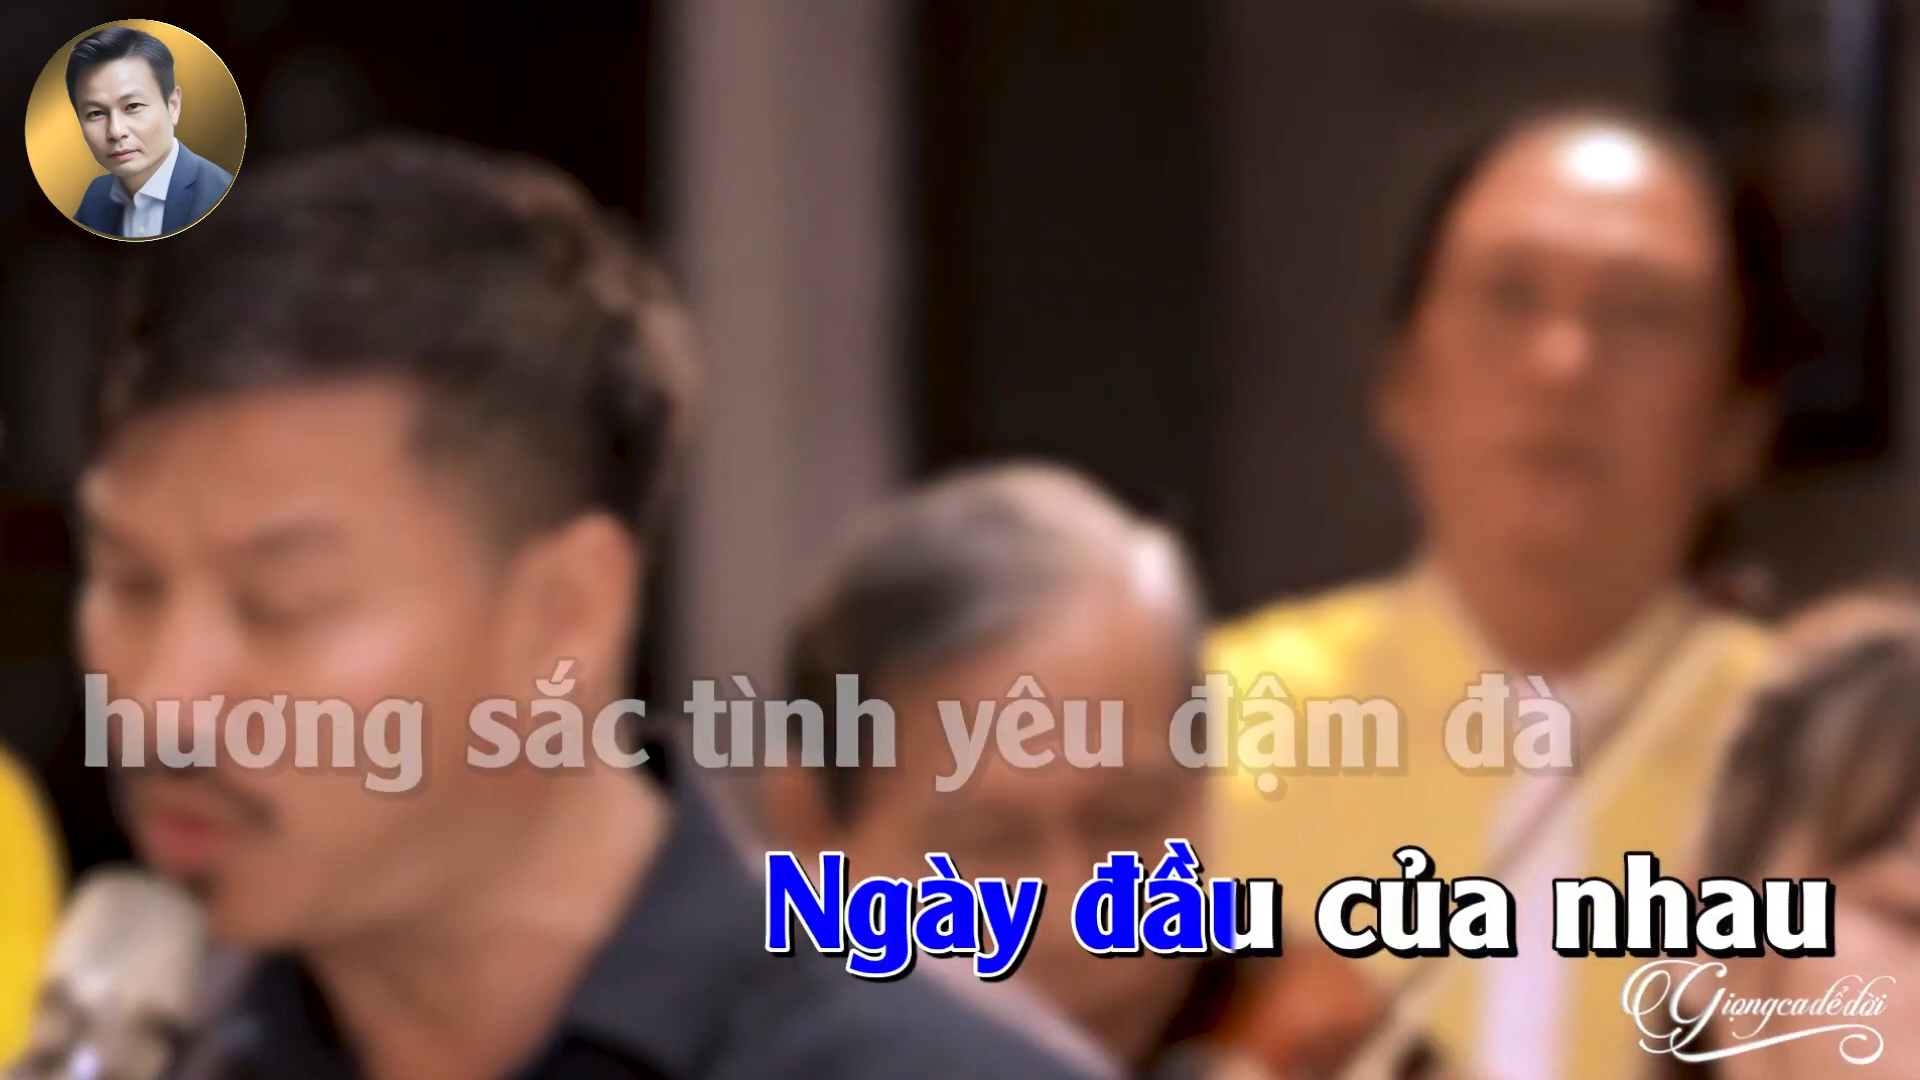 hương sắc tình yêu đậm đà
Ngày đầu của nhau
Giọng ca để đời